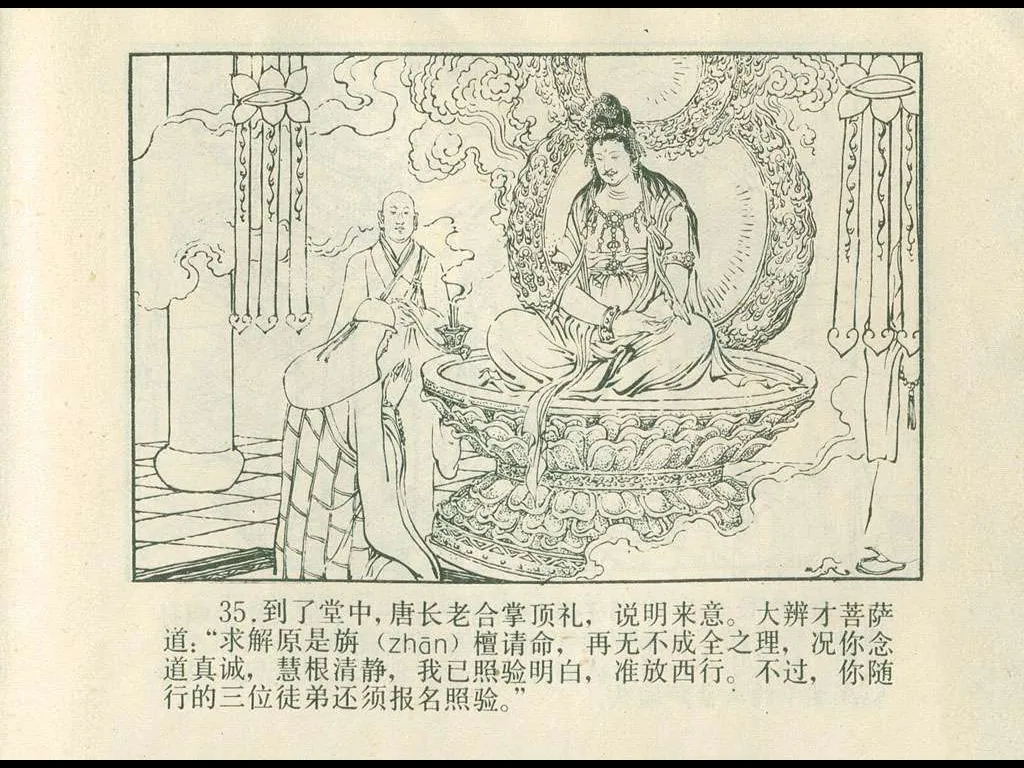 35.到了堂中,唐长老合掌顶礼,说明来意。大辨才菩萨
道:“求解原是旃(zhān)檀请命,再无不成全之理,况你念
道真诚,慧根清静,我已照验明白,准放西行。不过,你随
行的三位徒弟还须报名照验。”